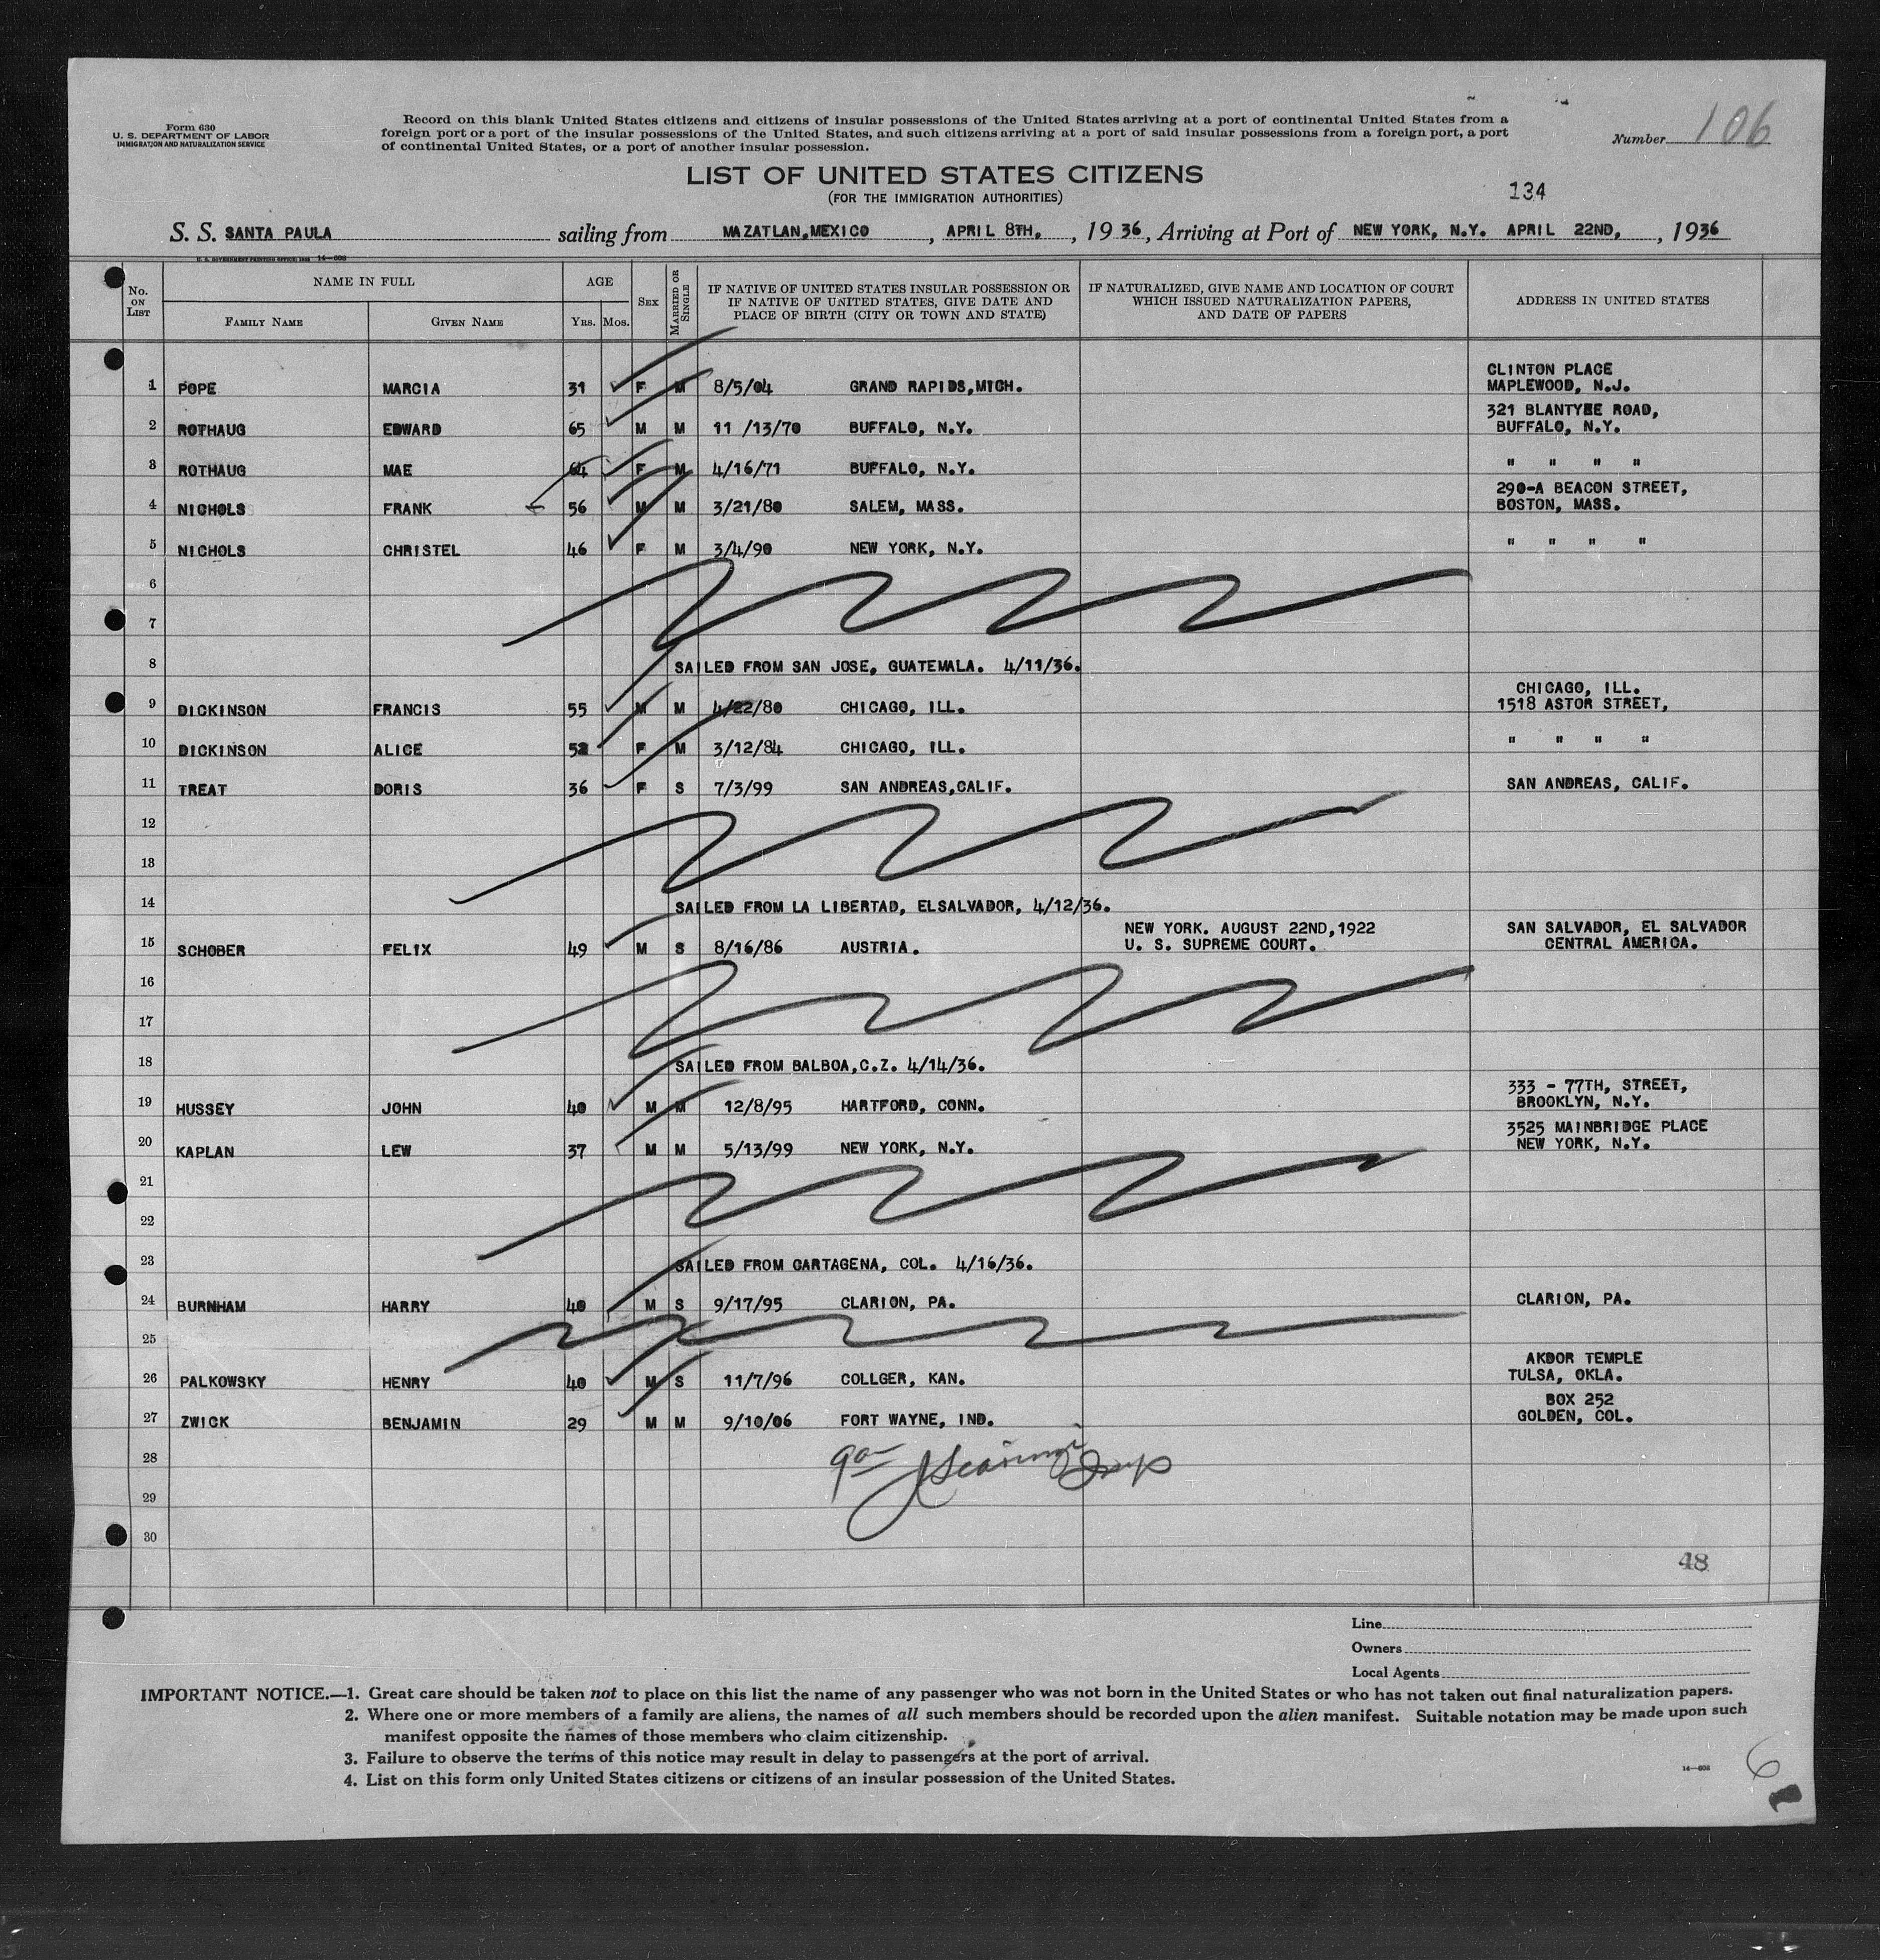 Form 630
U. S. DEPARTMENT OF LABOR
IMMIGRATION AND NATURALIZATION SERVICE
Record on this blank United States citizens and citizens of insular possessions of the United States arriving at a port of continental United States from a
foreign port or a port of the insular possessions of the United States, and such citizens arriving at a port of said insular possessions from a foreign port, a port
of continental United States, or a port of another insular possession.
Number 106
LIST OF UNITED STATES CITIZENS
(FOR THE IMMIGRATION AUTHORITIES)
134
S. S. SANTA PAULA sailing from MAZATLAN, MEXICO, APRIL 8TH, , 1936, Arriving at Port of NEW YORK, N.Y. APRIL 22ND, , 1936
U. S. GOVERNMENT PRINTING OFFICE: 14—608
No. ON LIST NAME IN FULL FAMILY NAME GIVEN NAME AGE YRS. MOS. SEX MARRIED OR SINGLE IF NATIVE OF UNITED STATES INSULAR POSSESSION OR IF NATIVE OF UNITED STATES, GIVE DATE AND PLACE OF BIRTH (CITY OR TOWN AND STATE) IF NATURALIZED, GIVE NAME AND LOCATION OF COURT WHICH ISSUED NATURALIZATION PAPERS, AND DATE OF PAPERS ADDRESS IN UNITED STATES
1 POPE MARCIA 31 F M 8/5/04 GRAND RAPIDS, MICH. CLINTON PLACE MAPLEWOOD, N.J.
2 ROTHAUG EDWARD 65 M M 11 /13/70 BUFFALO, N.Y. 321 BLANTYRE ROAD, BUFFALO, N.Y.
3 ROTHAUG MAE 64 F M 4/16/71 BUFFALO, N.Y. " " " "
4 NICHOLS FRANK 56 M M 3/21/80 SALEM, MASS. 290-A BEACON STREET, BOSTON, MASS.
5 NICHOLS CHRISTEL 46 F M 3/4/90 NEW YORK, N.Y. " " " "
6
7
8 SAILED FROM SAN JOSE, GUATEMALA. 4/11/36.
9 DICKINSON FRANCIS 55 M M 4/22/80 CHICAGO, ILL. CHICAGO, ILL. 1518 ASTOR STREET,
10 DICKINSON ALICE 52 F M 3/12/84 CHICAGO, ILL. " " " "
11 TREAT DORIS 36 F S 7/3/99 SAN ANDREAS, CALIF. SAN ANDREAS, CALIF.
12
13
14 SAILED FROM LA LIBERTAD, ELSALVADOR, 4/12/36.
15 SCHOBER FELIX 49 M S 8/16/86 AUSTRIA. NEW YORK. AUGUST 22ND, 1922 U. S. SUPREME COURT. SAN SALVADOR, EL SALVADOR CENTRAL AMERICA.
16
17
18 SAILED FROM BALBOA, C.Z. 4/14/36.
19 HUSSEY JOHN 40 M M 12/8/95 HARTFORD, CONN. 333 - 77TH, STREET, BROOKLYN, N.Y.
20 KAPLAN LEW 37 M M 5/13/99 NEW YORK, N.Y. 3525 MAINBRIDGE PLACE NEW YORK, N.Y.
21
22
23 SAILED FROM CARTAGENA, COL. 4/16/36.
24 BURNHAM HARRY 40 M S 9/17/95 CLARION, PA. CLARION, PA.
25
26 PALKOWSKY HENRY 40 M S 11/7/96 COLLGER, KAN. AKDOR TEMPLE TULSA, OKLA.
27 ZWICK BENJAMIN 29 M M 9/10/06 FORT WAYNE, IND. BOX 252 GOLDEN, COL.
28
29
30
48
Line
Owners
Local Agents
IMPORTANT NOTICE.—1. Great care should be taken not to place on this list the name of any passenger who was not born in the United States or who has not taken out final naturalization papers.
2. Where one or more members of a family are aliens, the names of all such members should be recorded upon the alien manifest. Suitable notation may be made upon such
manifest opposite the names of those members who claim citizenship.
3. Failure to observe the terms of this notice may result in delay to passengers at the port of arrival.
4. List on this form only United States citizens or citizens of an insular possession of the United States.
14—608
6